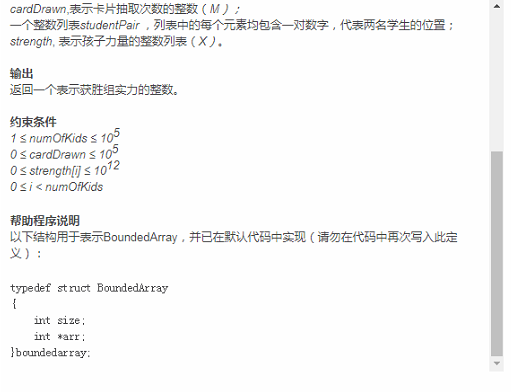 cardDrawn,表示卡片抽取次数的整数（M）；
一个整数列表studentPair ，列表中的每个元素均包含一对数字，代表两名学生的位置；
strength, 表示孩子力量的整数列表（X）。
输出
返回一个表示获胜组实力的整数。
约束条件
1 ≤ numOfKids ≤ 10^5
0 ≤ cardDrawn ≤ 10^5
0 ≤ strength[i] ≤ 10^12
0 ≤ i < numOfKids
帮助程序说明
以下结构用于表示BoundedArray，并已在默认代码中实现（请勿在代码中再次写入此定
义）：
typedef struct BoundedArray
{
    int size;
    int *arr;
}boundedarray;